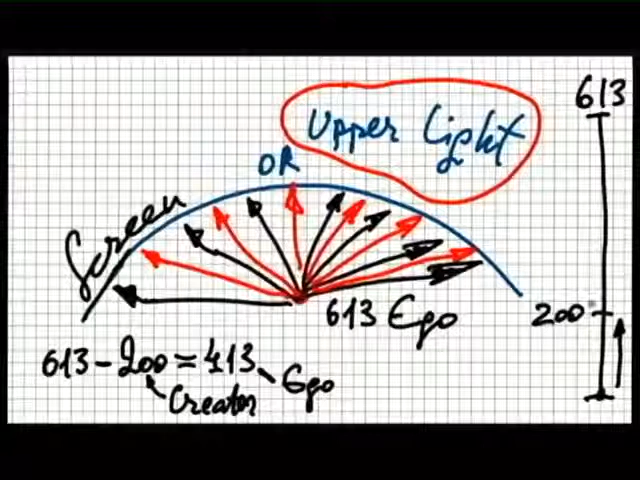 613
Upper Light
OR
Screen
613 Ego
200
613 - 200 = 413 Ego
Creator